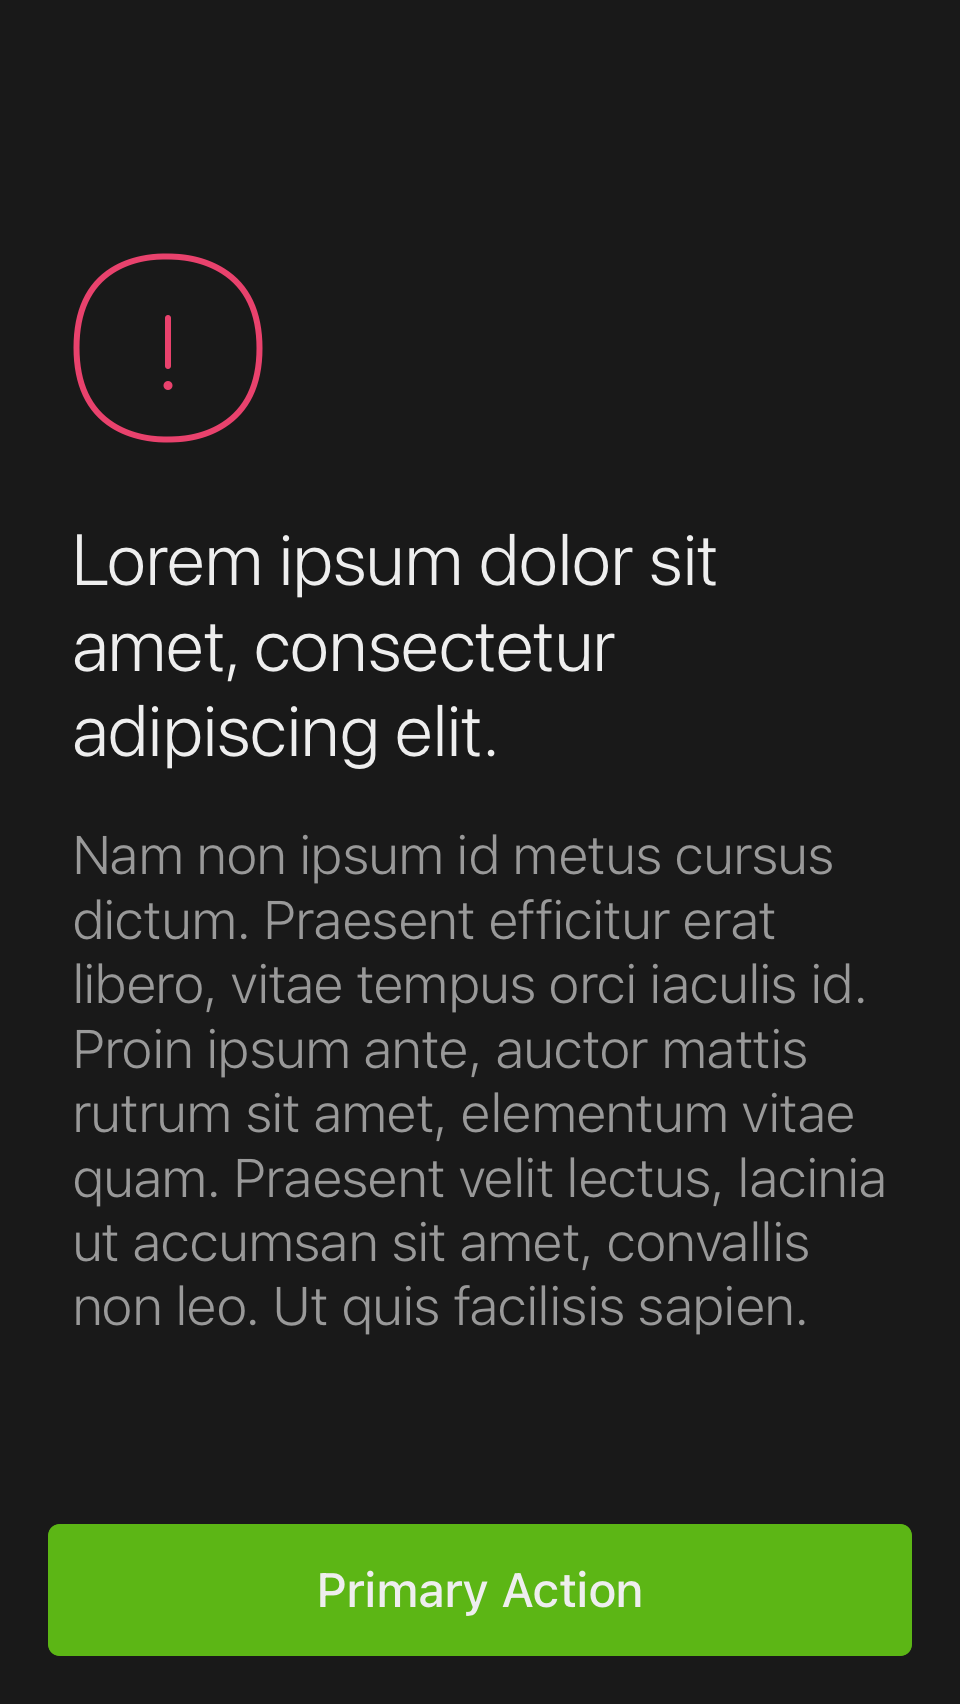 Lorem ipsum dolor sit
amet, consectetur
adipiscing elit.
Nam non ipsum id metus cursus
dictum. Praesent efficitur erat
libero, vitae tempus orci iaculis id.
Proin ipsum ante, auctor mattis
rutrum sit amet, elementum vitae
quam. Praesent velit lectus, lacinia
ut accumsan sit amet, convallis
non leo. Ut quis facilisis sapien.
Primary Action